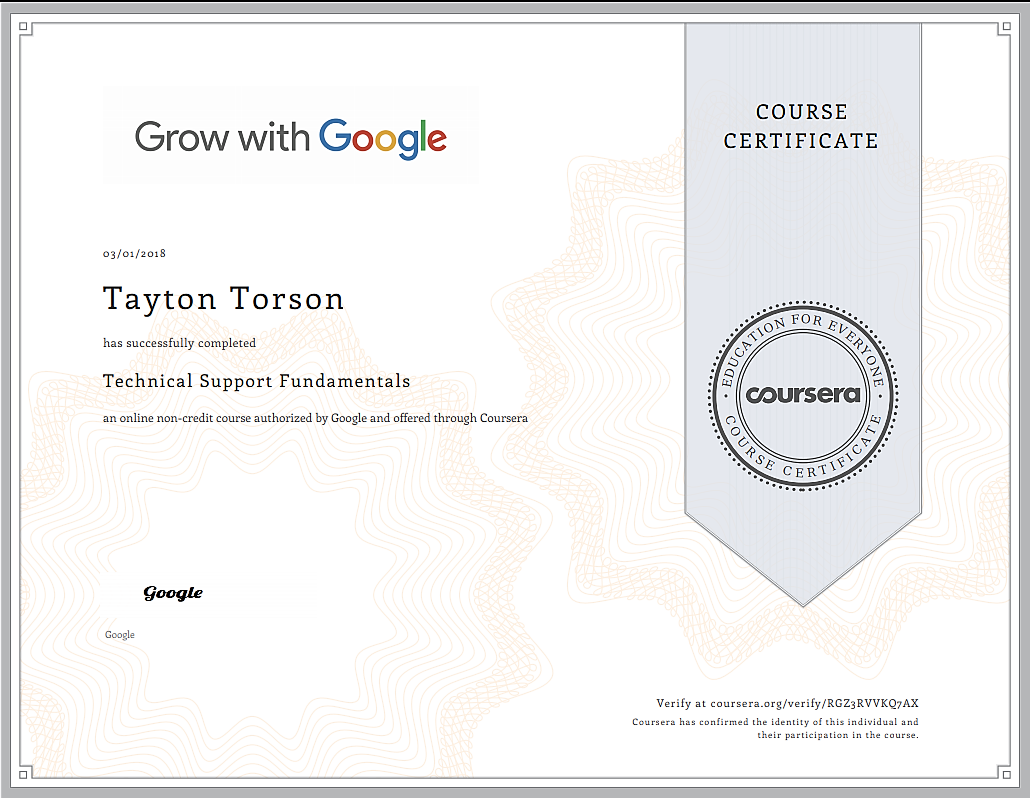 Grow with Google
COURSE
CERTIFICATE
03/01/2018
Tayton Torson
has successfully completed
Technical Support Fundamentals
an online non-credit course authorized by Google and offered through Coursera
EDUCATION FOR EVERYONE
coursera
COURSE CERTIFICATE
Google
Google
Verify at coursera.org/verify/RGZ3RVVKQ7AX
Coursera has confirmed the identity of this individual and
their participation in the course.